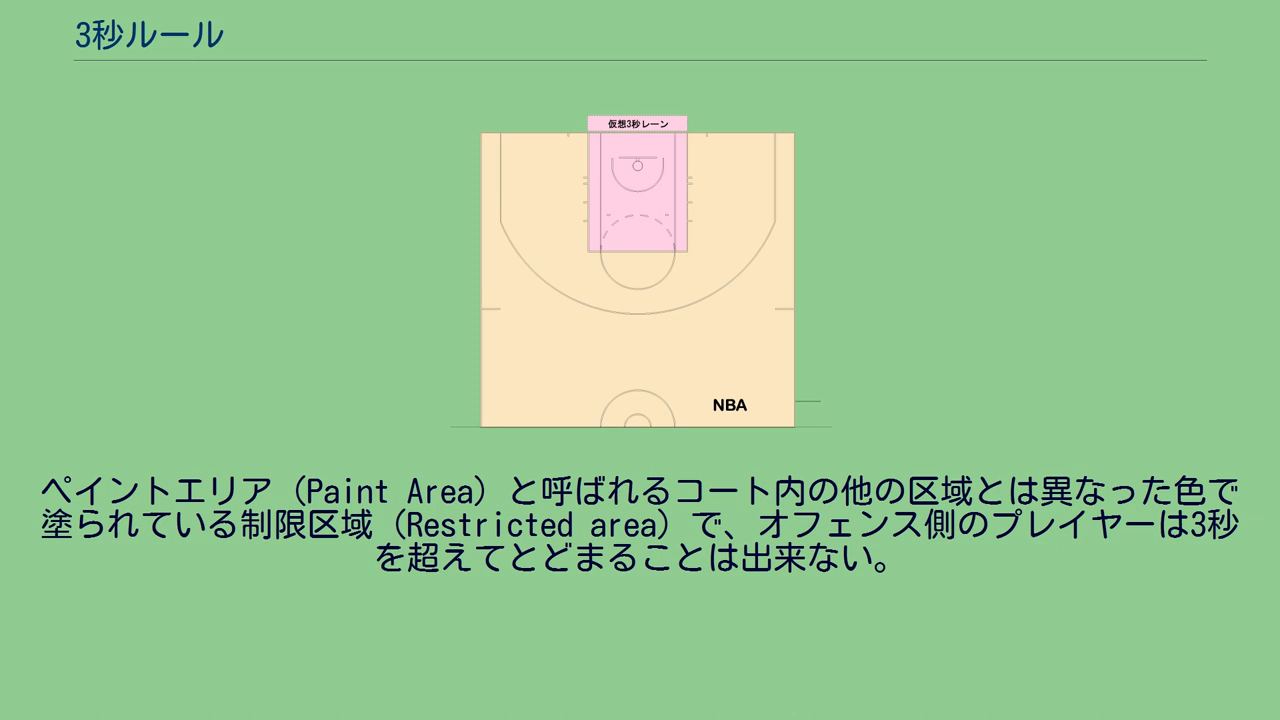 3秒ルール
仮想3秒レーン
NBA
ペイントエリア（Paint Area）と呼ばれるコート内の他の区域とは異なった色で
塗られている制限区域（Restricted area）で、オフェンス側のプレイヤーは3秒
を超えてとどまることは出来ない。